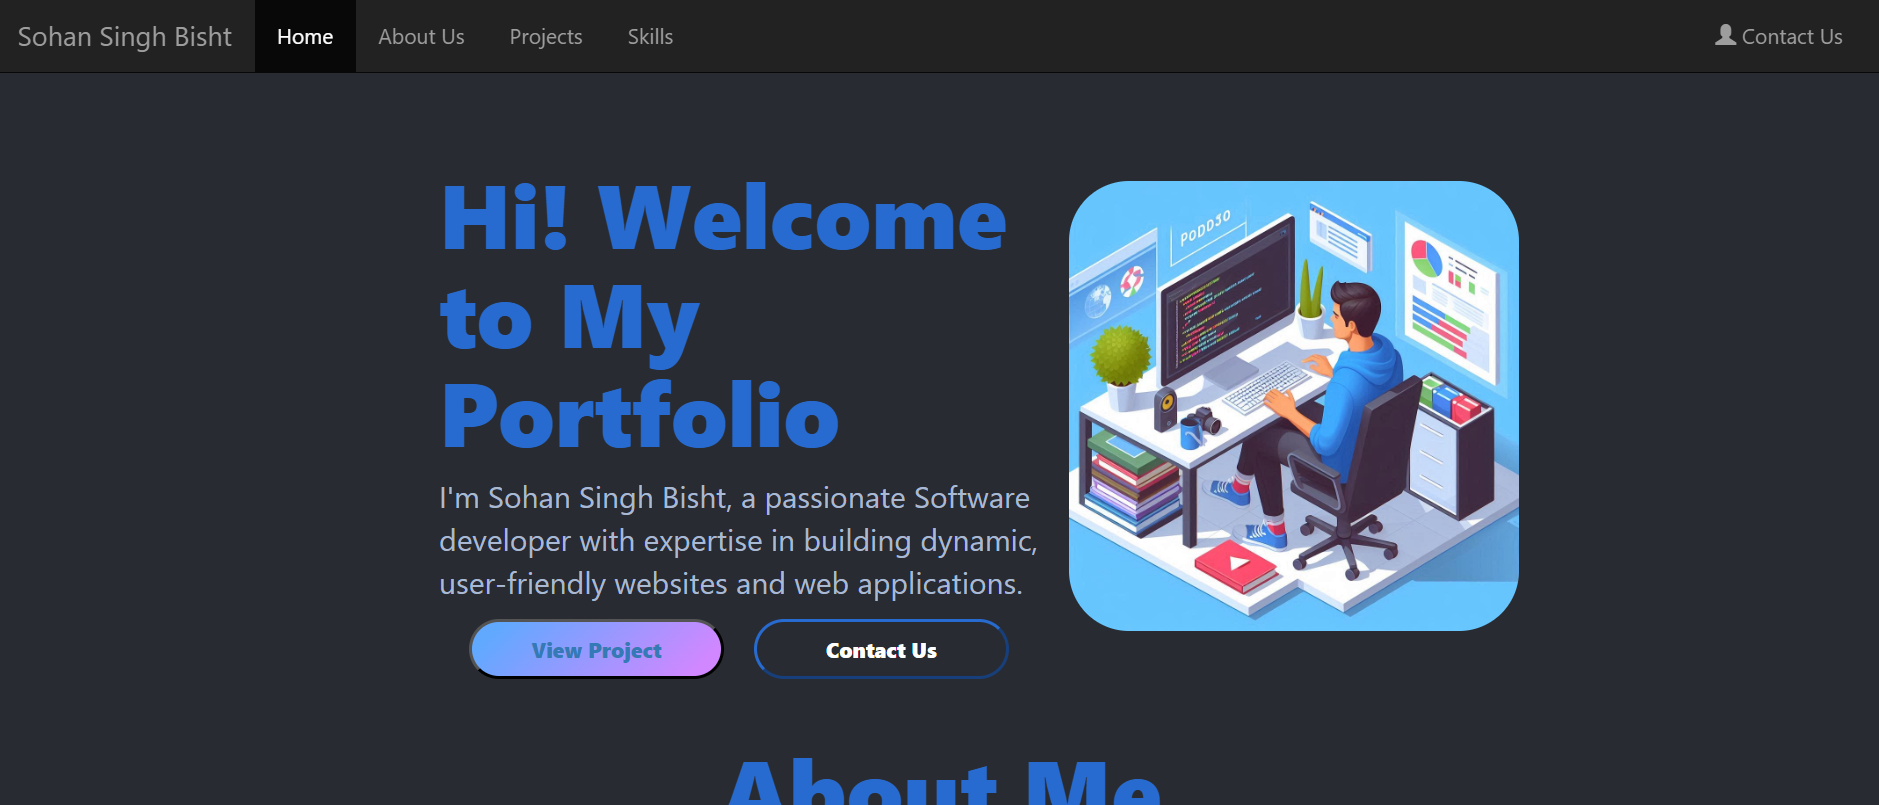 Sohan Singh Bisht Home About Us Projects Skills Contact Us
Hi! Welcome
to My
Portfolio
PODD30
I'm Sohan Singh Bisht, a passionate Software
developer with expertise in building dynamic,
user-friendly websites and web applications.
View Project Contact Us
About Me